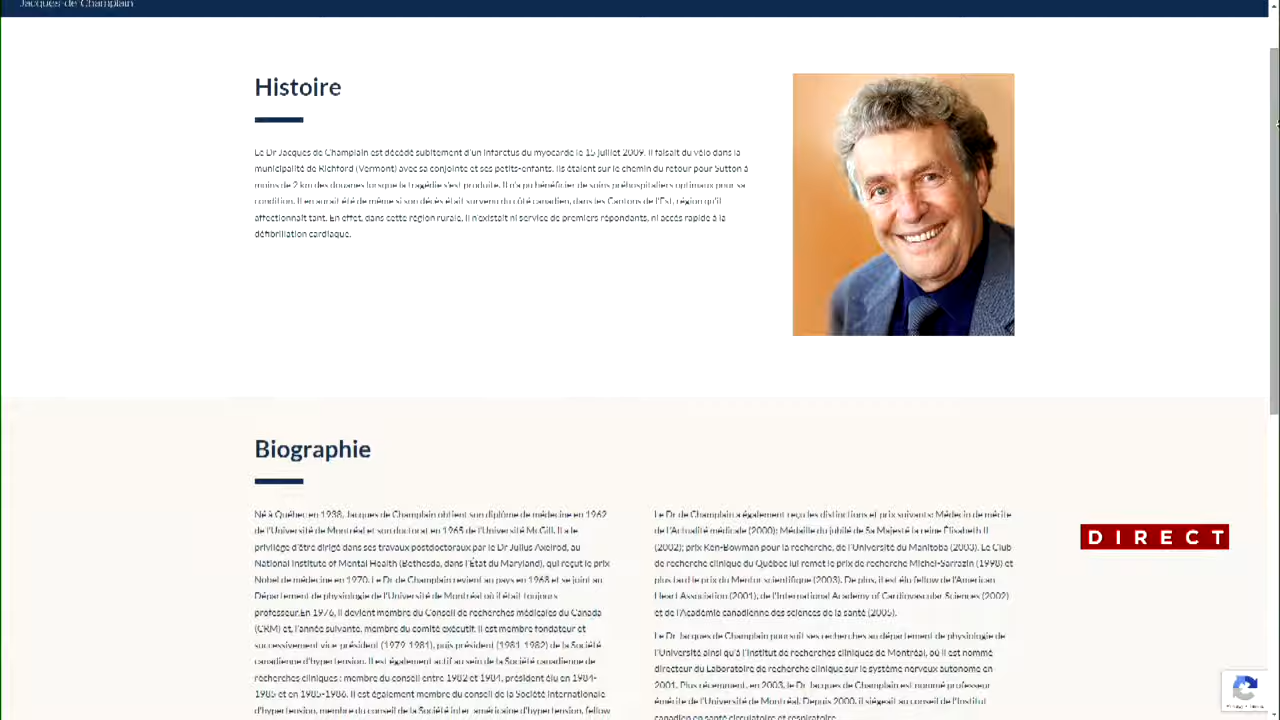 Jacques de Champlain
Histoire
Le Dr Jacques de Champlain est décédé subitement d'un infarctus du myocarde le 15 juillet 2009. Il faisait du vélo dans la
municipalité de Richford (Vermont) avec sa conjointe et ses petits-enfants. Ils étaient sur le chemin du retour pour Sutton à
moins de 2 km des douanes lorsque la tragédie s'est produite. Il n'a pu bénéficier de soins préhospitaliers optimaux pour sa
condition. Il en aurait été de même si son décès était survenu du côté canadien, dans les Cantons de l'Est, région qu'il
affectionnait tant. En effet, dans cette région rurale, il n'existait ni service de premiers répondants, ni accès rapide à la
défibrillation cardiaque.
Biographie
Né à Québec en 1938, Jacques de Champlain obtient son diplôme de médecine en 1962
de l'Université de Montréal et son doctorat en 1965 de l'Université McGill. Il a le
privilège d'être dirigé dans ses travaux postdoctoraux par le Dr Julius Axelrod, au
National Institute of Mental Health (Bethesda, dans l'État du Maryland), qui reçut le prix
Nobel de médecine en 1970. Le Dr de Champlain revient au pays en 1968 et se joint au
Département de physiologie de l'Université de Montréal où il était toujours
professeur.En 1976, il devient membre du Conseil de recherches médicales du Canada
(CRM) et, l'année suivante, membre du comité exécutif. Il est membre fondateur et
successivement vice-président (1979-1981), puis président (1981-1982) de la Société
canadienne d'hypertension. Il est également actif au sein de la Société canadienne de
recherches cliniques : membre du conseil entre 1982 et 1984, président élu en 1984-
1985 et en 1985-1986. Il est également membre du conseil de la Société internationale
d'hypertension, membre du conseil de la Société inter-américaine d'hypertension, fellow
Le Dr de Champlain a également reçu les distinctions et prix suivants: Médecin de mérite
de l'Actualité médicale (2000); Médaille du jubilé de Sa Majesté la reine Élisabeth II
(2002); prix Ken-Bowman pour la recherche, de l'Université du Manitoba (2003). Le Club
de recherche clinique du Québec lui remet le prix de recherche Michel-Sarrazin (1998) et
plus tard le prix du Mentor scientifique (2003). De plus, il est élu fellow de l'American
Heart Association (2001), de l'International Academy of Cardiovascular Sciences (2002)
et de l'Académie canadienne des sciences de la santé (2005).
Le Dr Jacques de Champlain poursuit ses recherches au département de physiologie de
l'Université ainsi qu'à l'Institut de recherches cliniques de Montréal, où il est nommé
directeur du Laboratoire de recherche clinique sur le système nerveux autonome en
2001. Plus récemment, en 2003, le Dr Jacques de Champlain est nommé professeur
émérite de l'Université de Montréal. Depuis 2000, il siégeait au conseil de l'Institut
canadien en santé circulatoire et respiratoire.
DIRECT